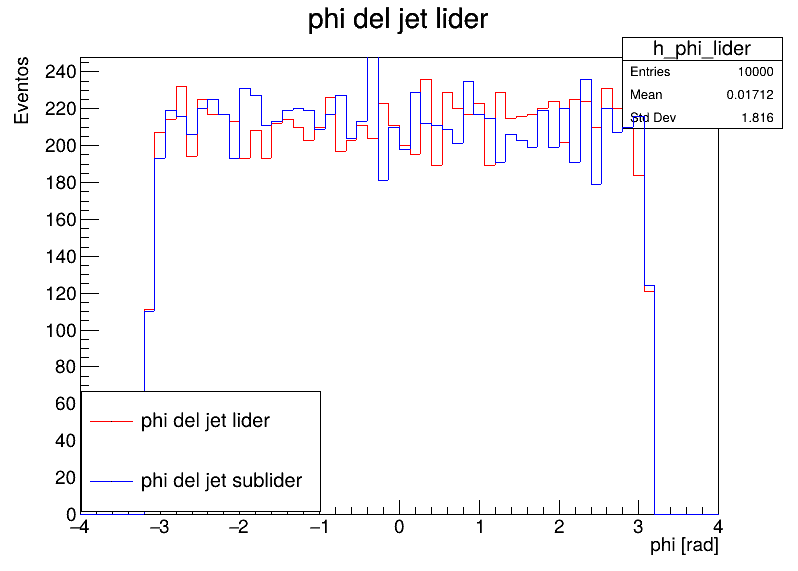 phi del jet lider
h_phi_lider
Entries 10000
Mean 0.01712
Std Dev 1.816
Eventos
240
220
200
180
160
140
120
100
80
60
40
20
0
phi del jet lider
phi del jet sublider
−4 −3 −2 −1 0 1 2 3 4
phi [rad]